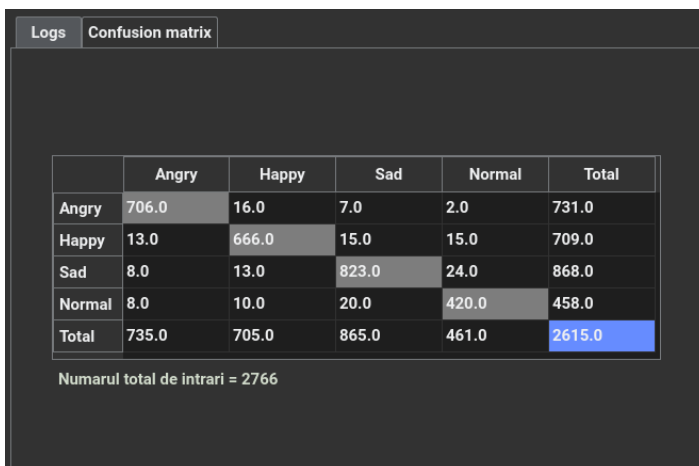 Logs Confusion matrix
Angry Happy Sad Normal Total
Angry 706.0 16.0 7.0 2.0 731.0
Happy 13.0 666.0 15.0 15.0 709.0
Sad 8.0 13.0 823.0 24.0 868.0
Normal 8.0 10.0 20.0 420.0 458.0
Total 735.0 705.0 865.0 461.0 2615.0
Numarul total de intrari = 2766